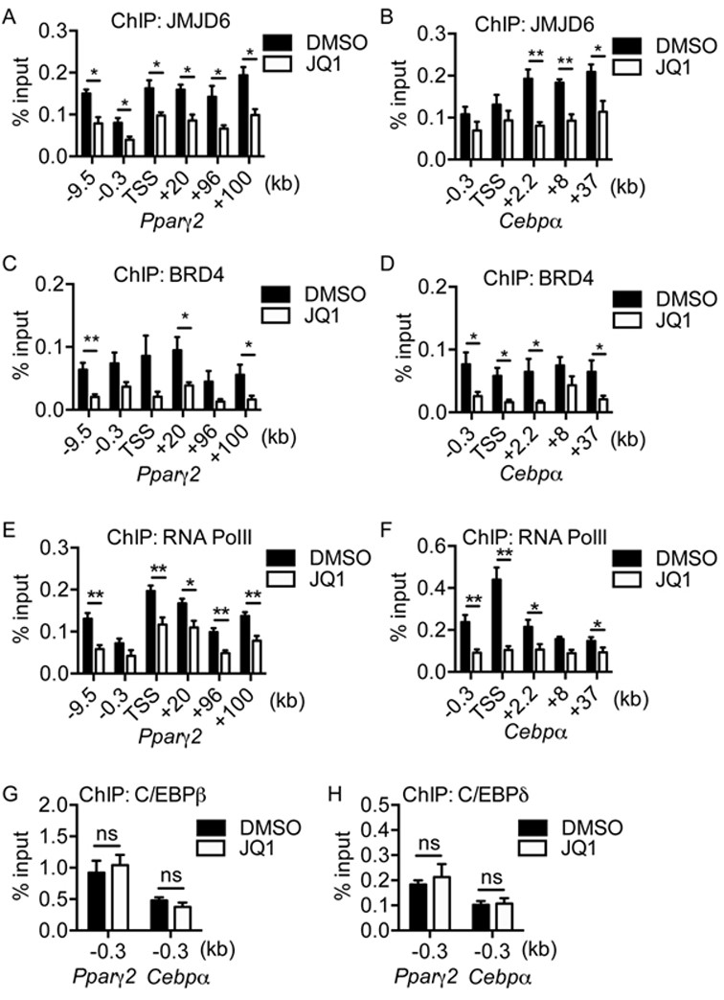 A
ChIP: JMJD6
DMSO
JQ1
% input
0.3
0.2
0.1
0.0
* * * * * *
-9.5 -0.3 TSS +20 +96 +100 (kb)
Pparγ2
B
ChIP: JMJD6
DMSO
JQ1
% input
0.3
0.2
0.1
0.0
** ** *
-0.3 TSS +2.2 +8 +37 (kb)
Cebpα
C
ChIP: BRD4
DMSO
JQ1
% input
0.2
0.1
0.0
** * *
-9.5 -0.3 TSS +20 +96 +100 (kb)
Pparγ2
D
ChIP: BRD4
DMSO
JQ1
% input
0.2
0.1
0.0
* * * *
-0.3 TSS +2.2 +8 +37 (kb)
Cebpα
E
ChIP: RNA PolII
DMSO
JQ1
% input
0.3
0.2
0.1
0.0
** ** * ** **
-9.5 -0.3 TSS +20 +96 +100 (kb)
Pparγ2
F
ChIP: RNA PolII
DMSO
JQ1
% input
0.6
0.4
0.2
0.0
** ** * *
-0.3 TSS +2.2 +8 +37 (kb)
Cebpα
G
ChIP: C/EBPβ
DMSO
JQ1
% input
2.0
1.5
1.0
0.5
0.0
ns ns
-0.3 -0.3 (kb)
Pparγ2 Cebpα
H
ChIP: C/EBPδ
DMSO
JQ1
% input
0.5
0.4
0.3
0.2
0.1
0.0
ns ns
-0.3 -0.3 (kb)
Pparγ2 Cebpα